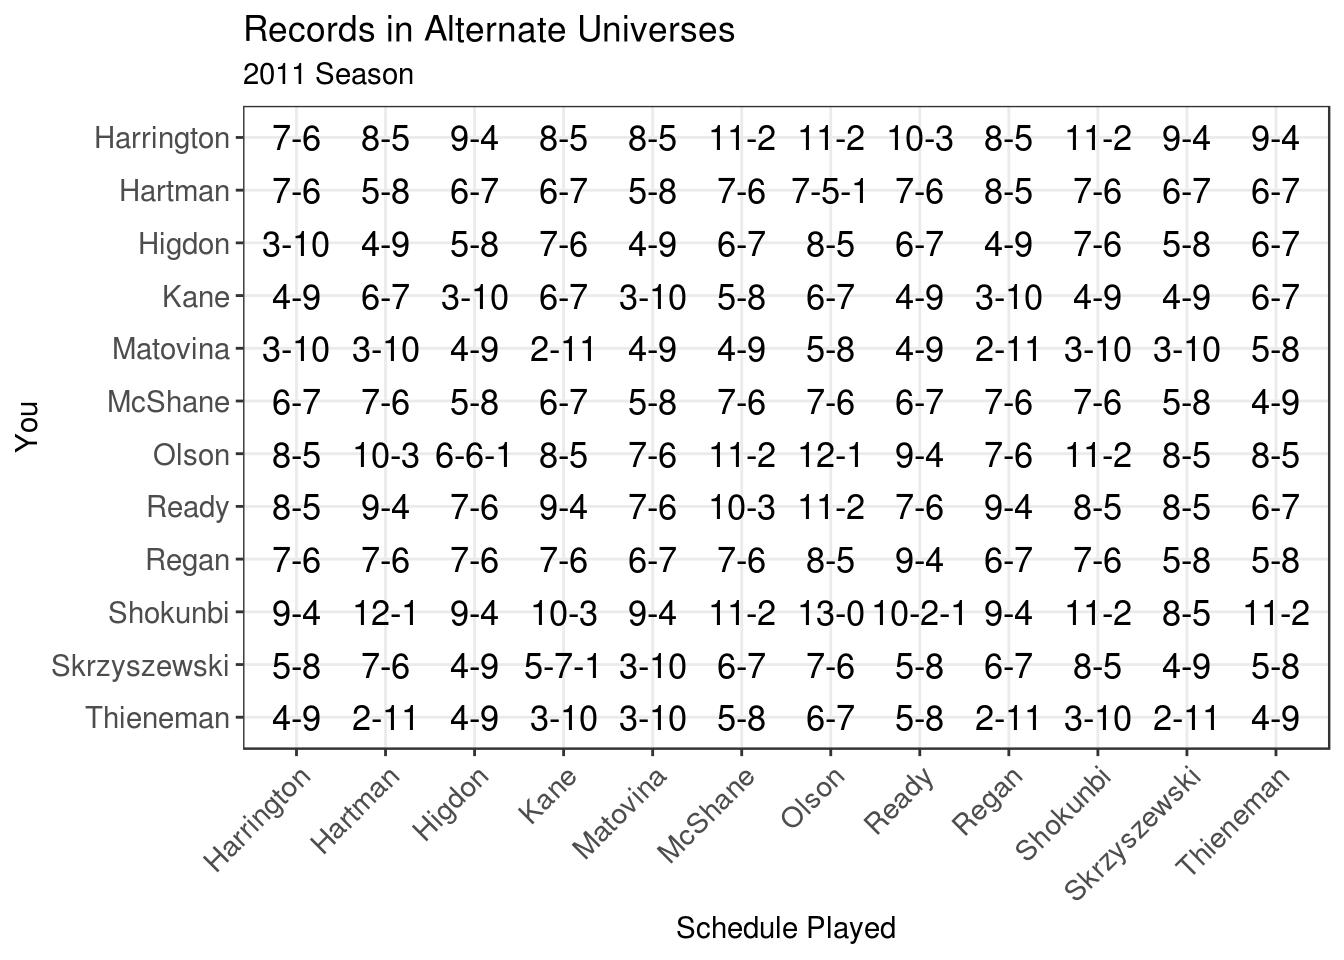 Records in Alternate Universes
2011 Season
Harrington 7-6 8-5 9-4 8-5 8-5 11-2 11-2 10-3 8-5 11-2 9-4 9-4
Hartman 7-6 5-8 6-7 6-7 5-8 7-6 7-5-1 7-6 8-5 7-6 6-7 6-7
Higdon 3-10 4-9 5-8 7-6 4-9 6-7 8-5 6-7 4-9 7-6 5-8 6-7
Kane 4-9 6-7 3-10 6-7 3-10 5-8 6-7 4-9 3-10 4-9 4-9 6-7
Matovina 3-10 3-10 4-9 2-11 4-9 4-9 5-8 4-9 2-11 3-10 3-10 5-8
McShane 6-7 7-6 5-8 6-7 5-8 7-6 7-6 6-7 7-6 7-6 5-8 4-9
Olson 8-5 10-3 6-6-1 8-5 7-6 11-2 12-1 9-4 7-6 11-2 8-5 8-5
Ready 8-5 9-4 7-6 9-4 7-6 10-3 11-2 7-6 9-4 8-5 8-5 6-7
Regan 7-6 7-6 7-6 7-6 6-7 7-6 8-5 9-4 6-7 7-6 5-8 5-8
Shokunbi 9-4 12-1 9-4 10-3 9-4 11-2 13-0 10-2-1 9-4 11-2 8-5 11-2
Skrzyszewski 5-8 7-6 4-9 5-7-1 3-10 6-7 7-6 5-8 6-7 8-5 4-9 5-8
Thieneman 4-9 2-11 4-9 3-10 3-10 5-8 6-7 5-8 2-11 3-10 2-11 4-9
You
Harrington Hartman Higdon Kane Matovina McShane Olson Ready Regan Shokunbi Skrzyszewski Thieneman
Schedule Played